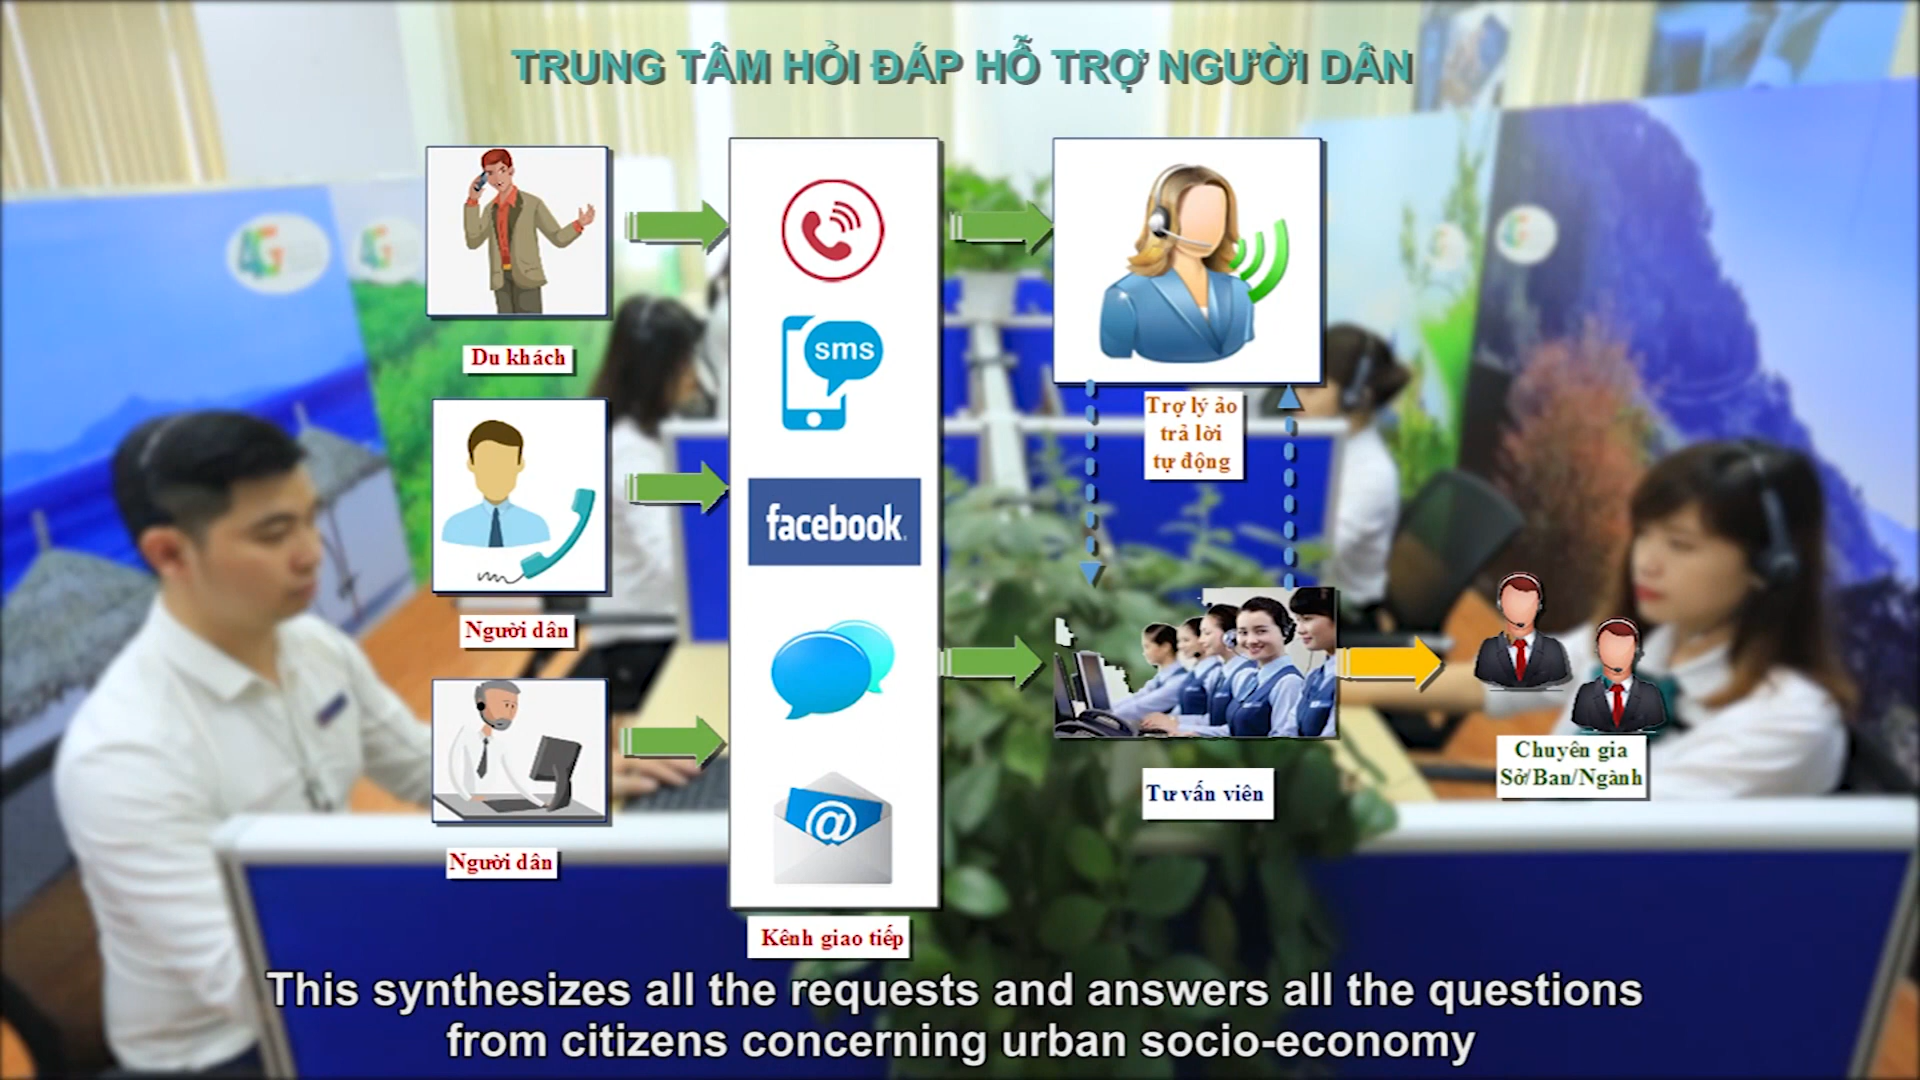 TRUNG TÂM HỎI ĐÁP HỖ TRỢ NGƯỜI DÂN
Du khách
Người dân
Người dân
sms
facebook
@
Kênh giao tiếp
Trợ lý ảo
trả lời
tự động
Tư vấn viên
Chuyên gia
Sở/Ban/Ngành
4G
4G
This synthesizes all the requests and answers all the questions
from citizens concerning urban socio-economy